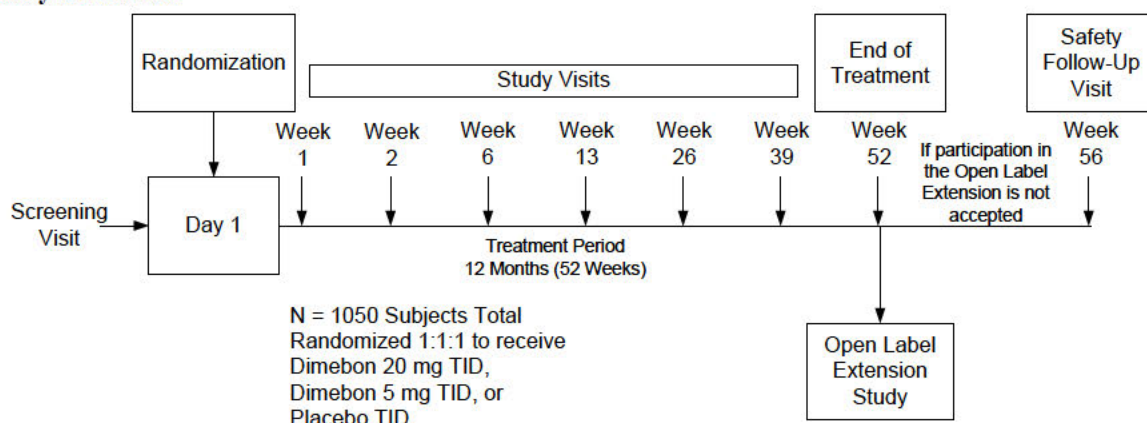 Randomization
Study Visits
End of
Treatment
Safety
Follow-Up
Visit
Week
1
Week
2
Week
6
Week
13
Week
26
Week
39
Week
52
If participation in
the Open Label
Extension is not
accepted
Week
56
Screening
Visit
Day 1
Treatment Period
12 Months (52 Weeks)
N = 1050 Subjects Total
Randomized 1:1:1 to receive
Dimebon 20 mg TID,
Dimebon 5 mg TID, or
Placebo TID
Open Label
Extension
Study